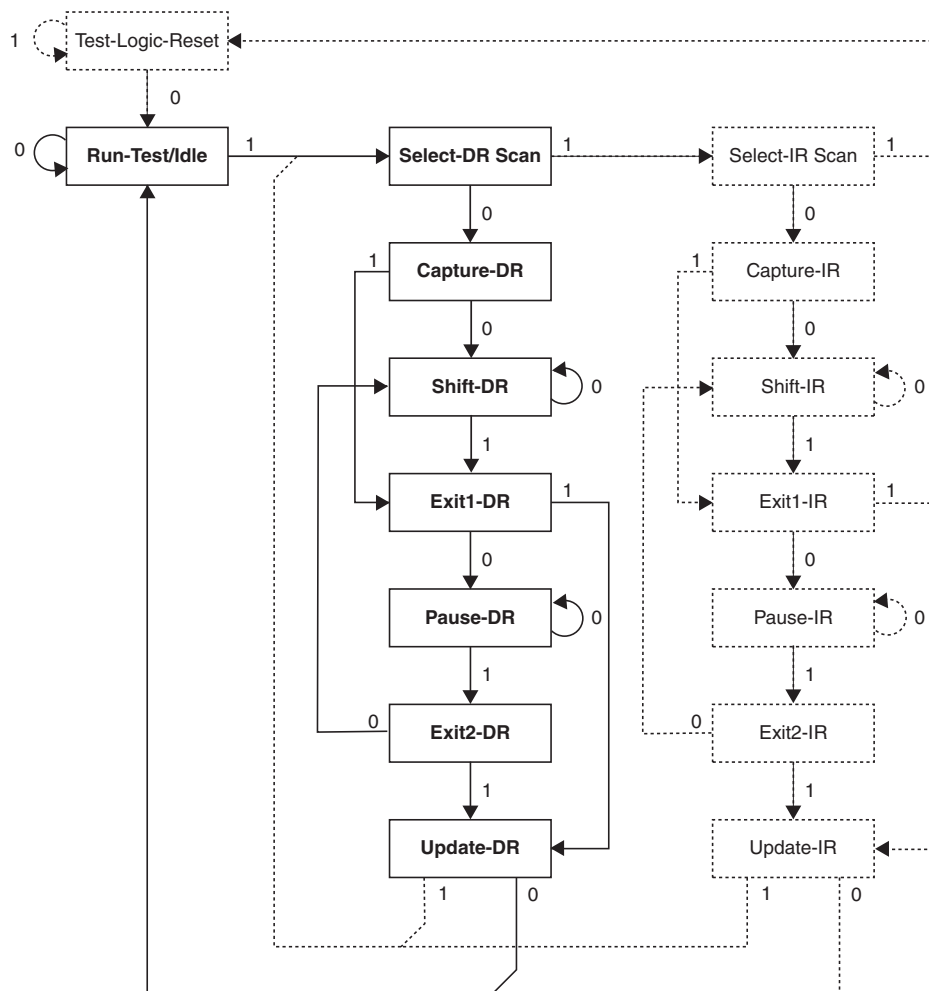 1 Test-Logic-Reset
0
0 Run-Test/Idle 1 Select-DR Scan 1 Select-IR Scan 1
0 0
1 Capture-DR 1 Capture-IR
0 0
Shift-DR 0 Shift-IR 0
1 1
Exit1-DR 1 Exit1-IR 1
0 0
Pause-DR 0 Pause-IR 0
1 1
0 Exit2-DR 0 Exit2-IR
1 1
Update-DR Update-IR
1 0 1 0